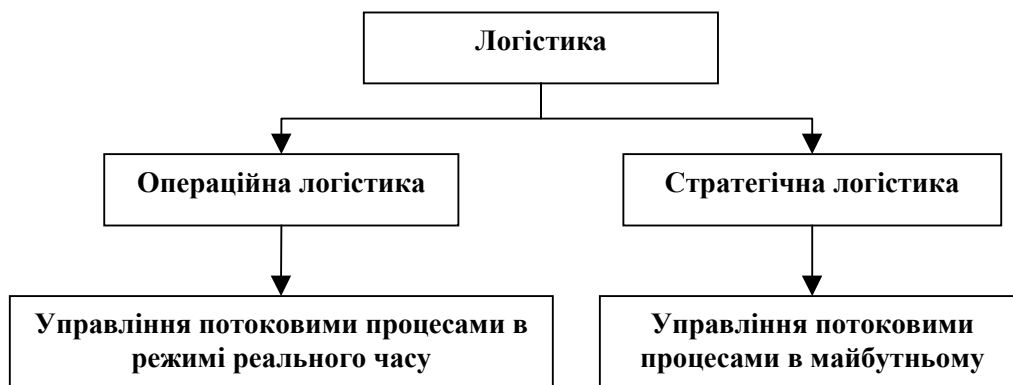 Логістика
Операційна логістика
Стратегічна логістика
Управління потоковими процесами в
режимі реального часу
Управління потоковими
процесами в майбутньому